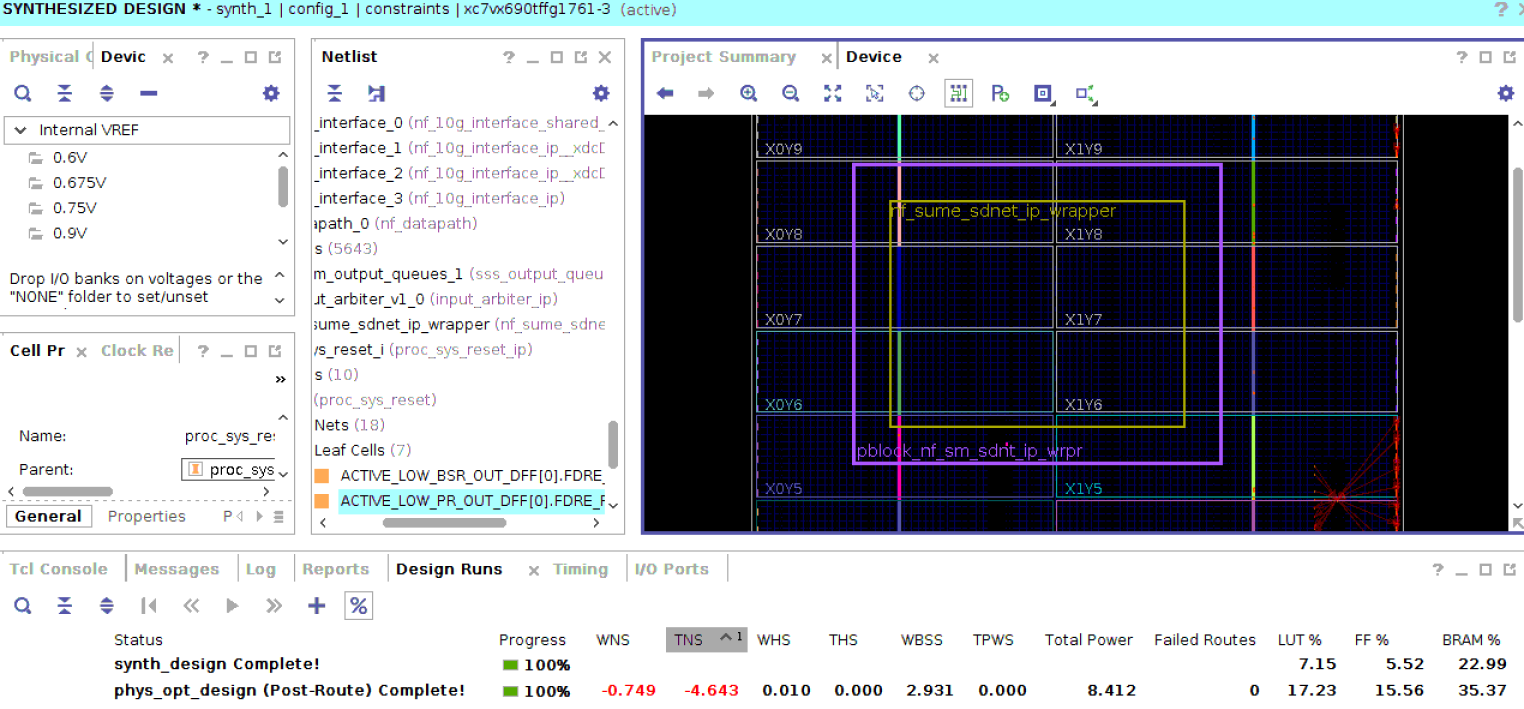 SYNTHESIZED DESIGN * - synth_1 | config_1 | constraints | xc7vx690tffg1761-3 (active)
Physical C Devic
Internal VREF
0.6V
0.675V
0.75V
0.9V
Drop I/O banks on voltages or the
"NONE" folder to set/unset
Cell Pr Clock Re
Name: proc_sys_re:
Parent: proc_sys
General Properties P
Netlist
_interface_0 (nf_10g_interface_shared_
_interface_1 (nf_10g_interface_ip__xdcD
_interface_2 (nf_10g_interface_ip__xdcD
_interface_3 (nf_10g_interface_ip)
apath_0 (nf_datapath)
s (5643)
m_output_queues_1 (sss_output_queu
ut_arbiter_v1_0 (input_arbiter_ip)
sume_sdnet_ip_wrapper (nf_sume_sdne
ys_reset_i (proc_sys_reset_ip)
s (10)
(proc_sys_reset)
Nets (18)
Leaf Cells (7)
ACTIVE_LOW_BSR_OUT_DFF[0].FDRE_
ACTIVE_LOW_PR_OUT_DFF[0].FDRE_F
Project Summary Device
X0Y9 X1Y9
nf_sume_sdnet_ip_wrapper
X0Y8 X1Y8
X0Y7 X1Y7
X0Y6 X1Y6
pblock_nf_sm_sdnt_ip_wrpr
X0Y5 X1Y5
Tcl Console Messages Log Reports Design Runs Timing I/O Ports
Status Progress WNS TNS 1 WHS THS WBSS TPWS Total Power Failed Routes LUT % FF % BRAM %
synth_design Complete! 100% 7.15 5.52 22.99
phys_opt_design (Post-Route) Complete! 100% -0.749 -4.643 0.010 0.000 2.931 0.000 8.412 0 17.23 15.56 35.37